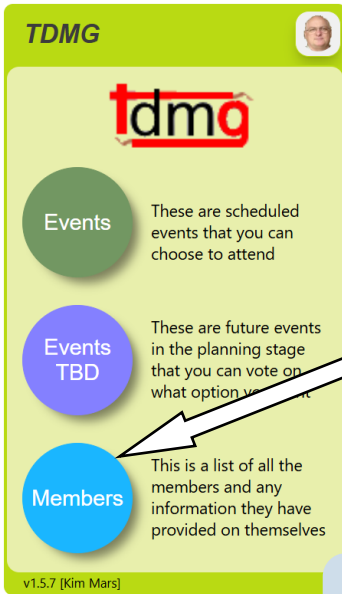 TDMG
tdmg
Events
These are scheduled
events that you can
choose to attend
Events
TBD
These are future events
in the planning stage
that you can vote on
what option
Members
This is a list of all the
members and any
information they have
provided on themselves
v1.5.7 [Kim Mars]